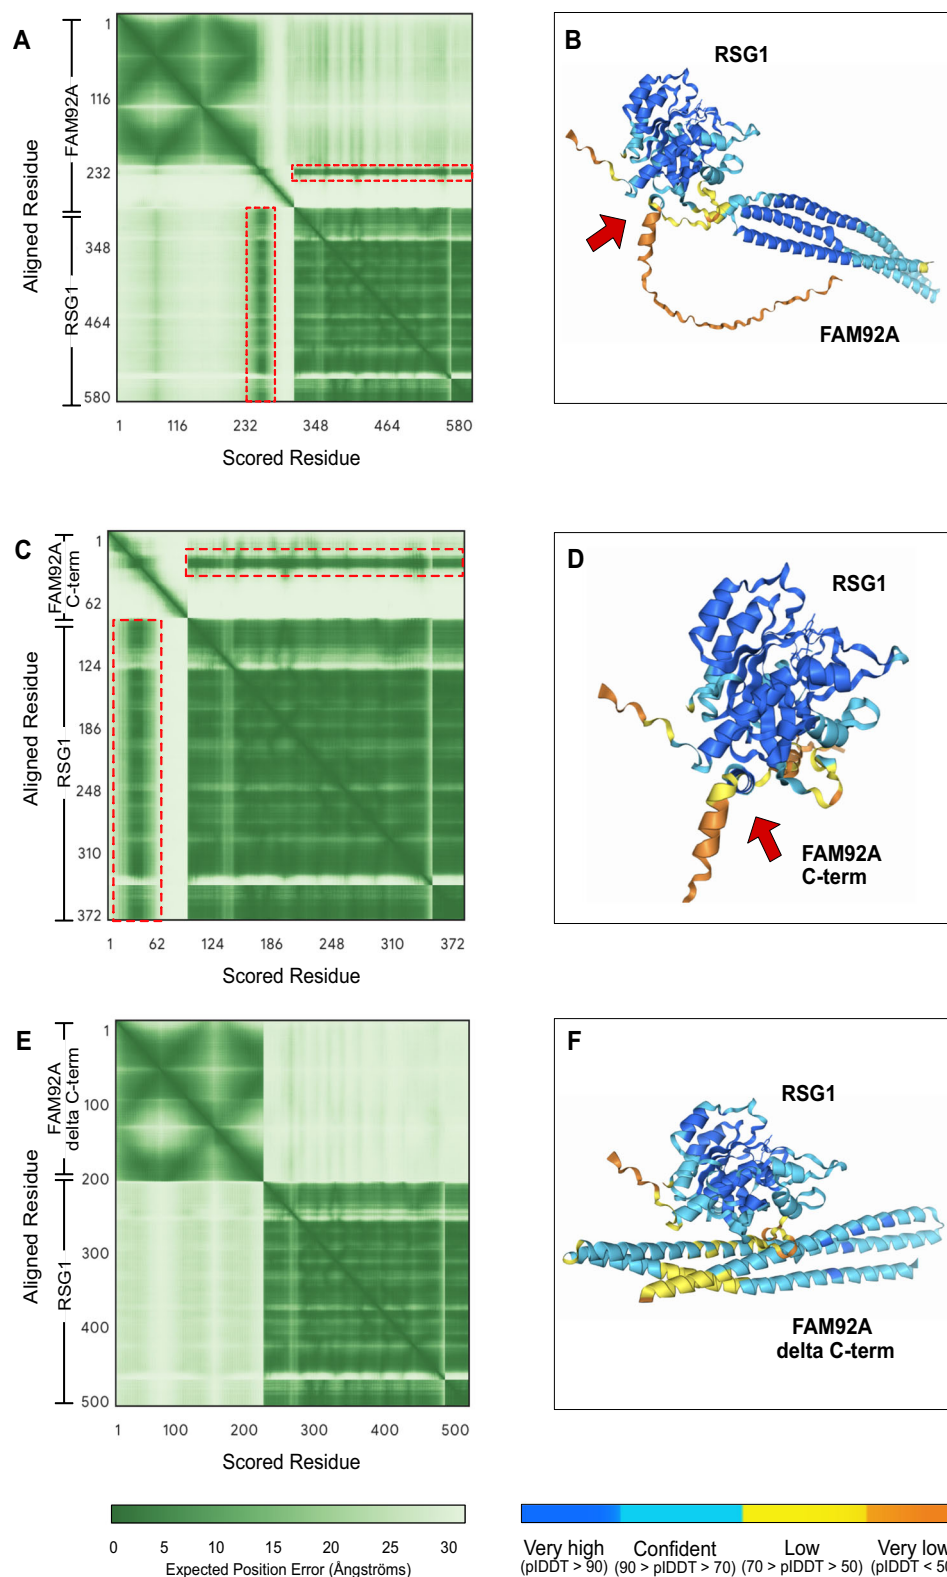 A
Aligned Residue
FAM92A
RSG1
1
116
232
348
464
580
1 116 232 348 464 580
Scored Residue
B
RSG1
FAM92A
C
Aligned Residue
FAM92A
C-term
RSG1
1
62
124
186
248
310
372
1 62 124 186 248 310 372
Scored Residue
D
RSG1
FAM92A
C-term
E
Aligned Residue
FAM92A
delta C-term
RSG1
1
100
200
300
400
500
1 100 200 300 400 500
Scored Residue
F
RSG1
FAM92A
delta C-term
0 5 10 15 20 25 30
Expected Position Error (Ångströms)
Very high Confident Low Very low
(pIDDT > 90) (90 > pIDDT > 70) (70 > pIDDT > 50) (pIDDT < 50